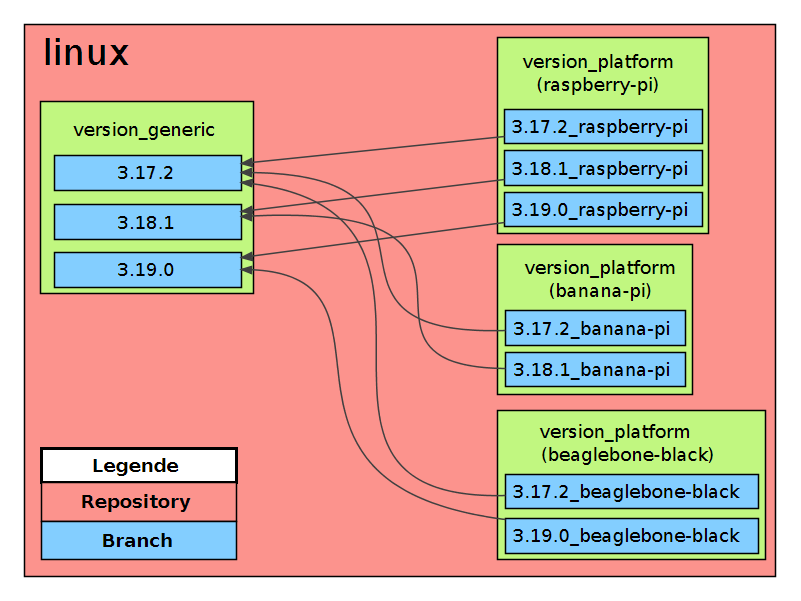 linux
version_generic
3.17.2
3.18.1
3.19.0
version_platform
(raspberry-pi)
3.17.2_raspberry-pi
3.18.1_raspberry-pi
3.19.0_raspberry-pi
version_platform
(banana-pi)
3.17.2_banana-pi
3.18.1_banana-pi
version_platform
(beaglebone-black)
3.17.2_beaglebone-black
3.19.0_beaglebone-black
Legende
Repository
Branch